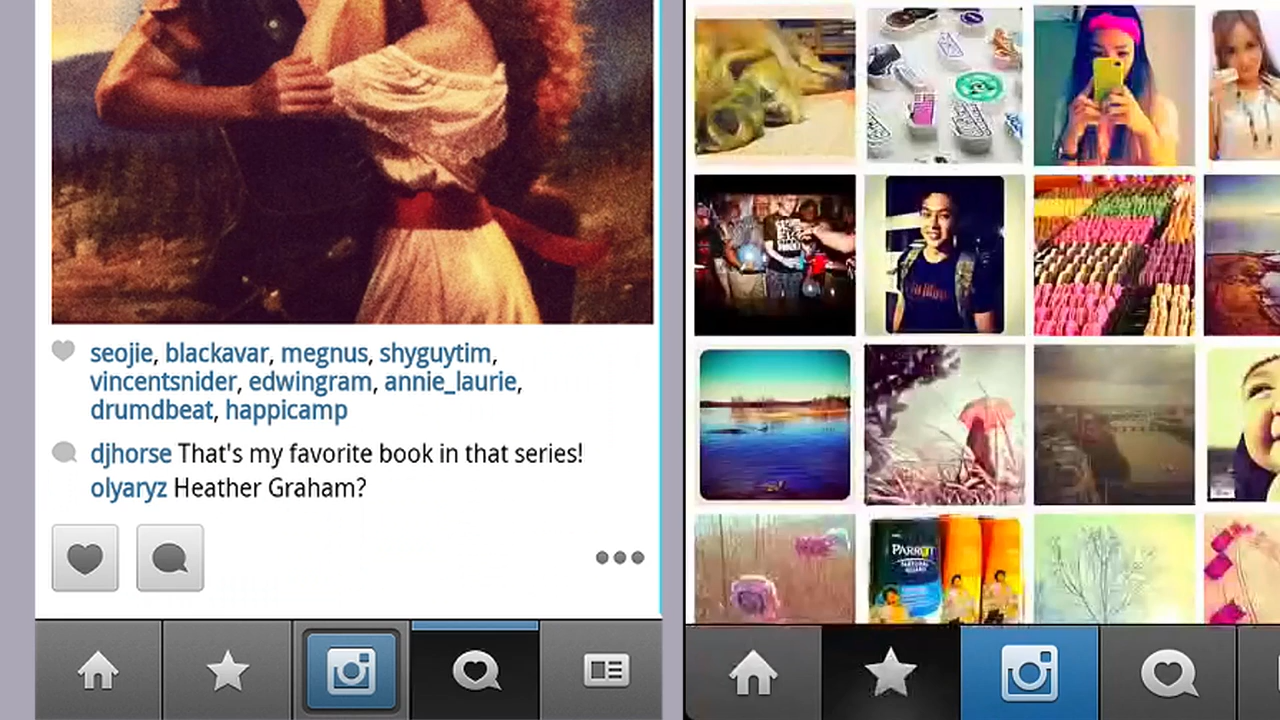 seojie, blackavar, megnus, shyguytim,
vincentsnider, edwingram, annie_laurie,
drumdbeat, happicamp
djhorse That's my favorite book in that series!
olyaryz Heather Graham?
PARROT